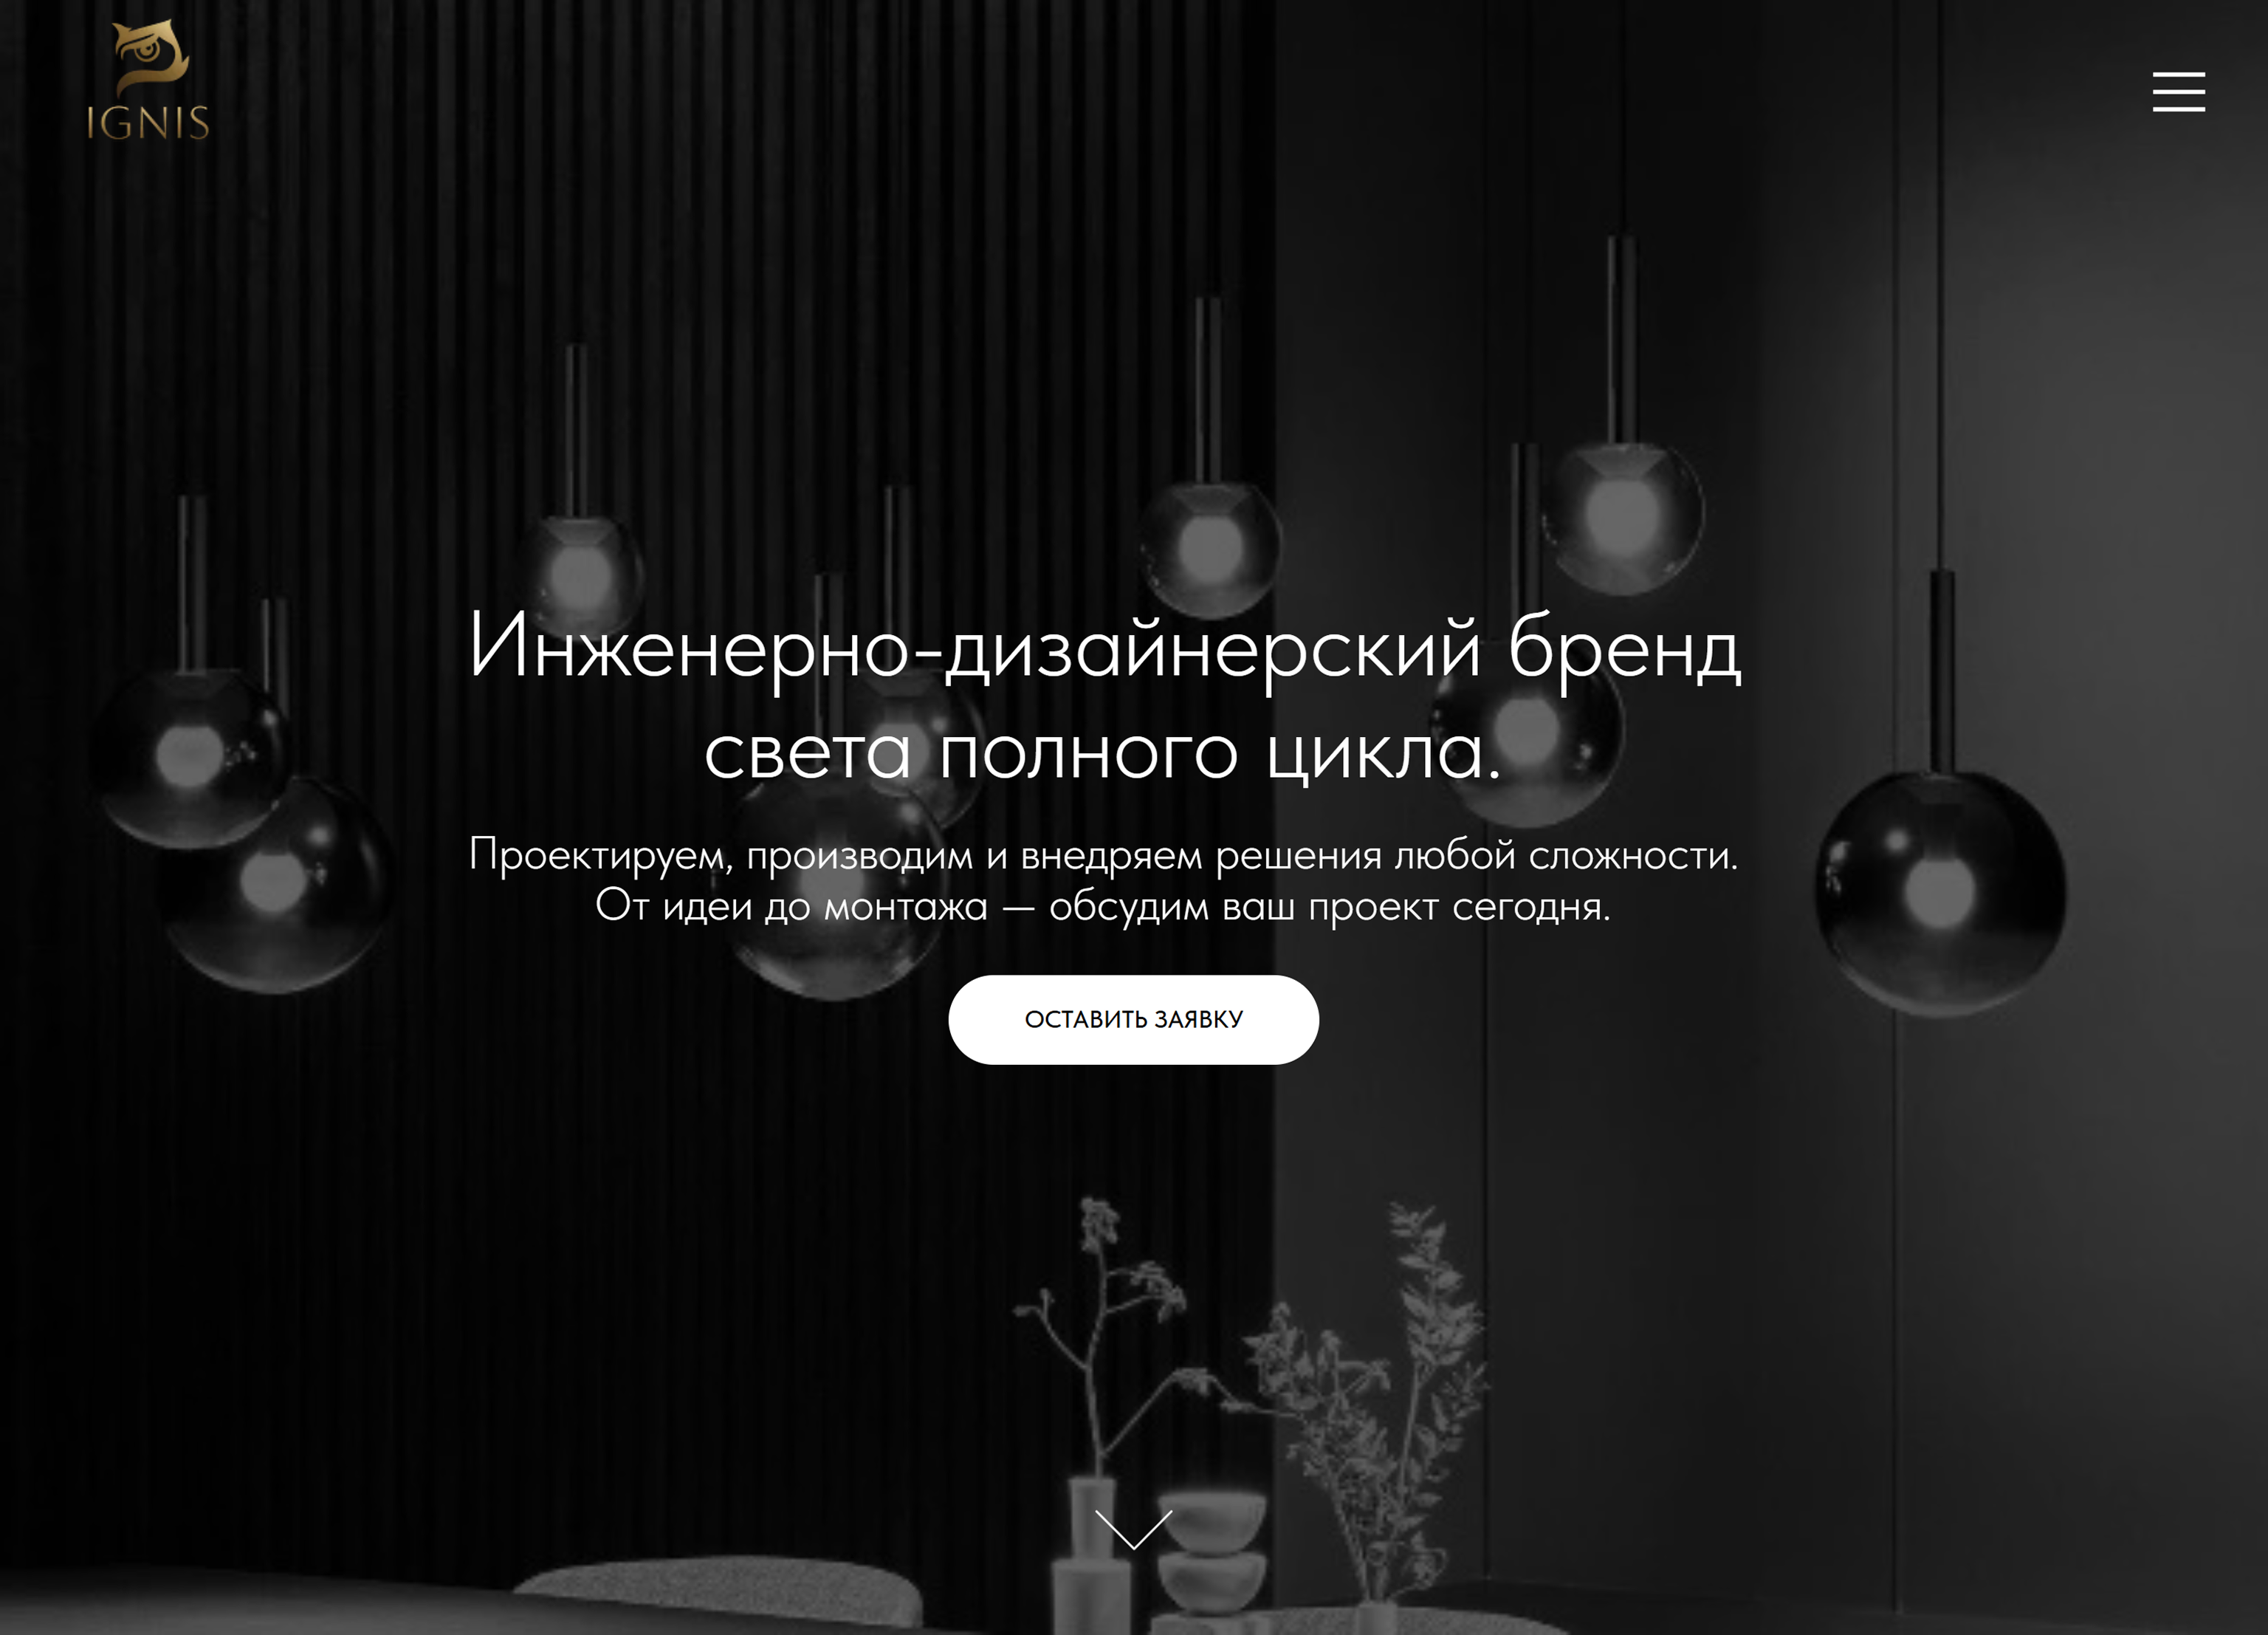 IGNIS
Инженерно-дизайнерский бренд
света полного цикла.
Проектируем, производим и внедряем решения любой сложности.
От идеи до монтажа — обсудим ваш проект сегодня.
ОСТАВИТЬ ЗАЯВКУ